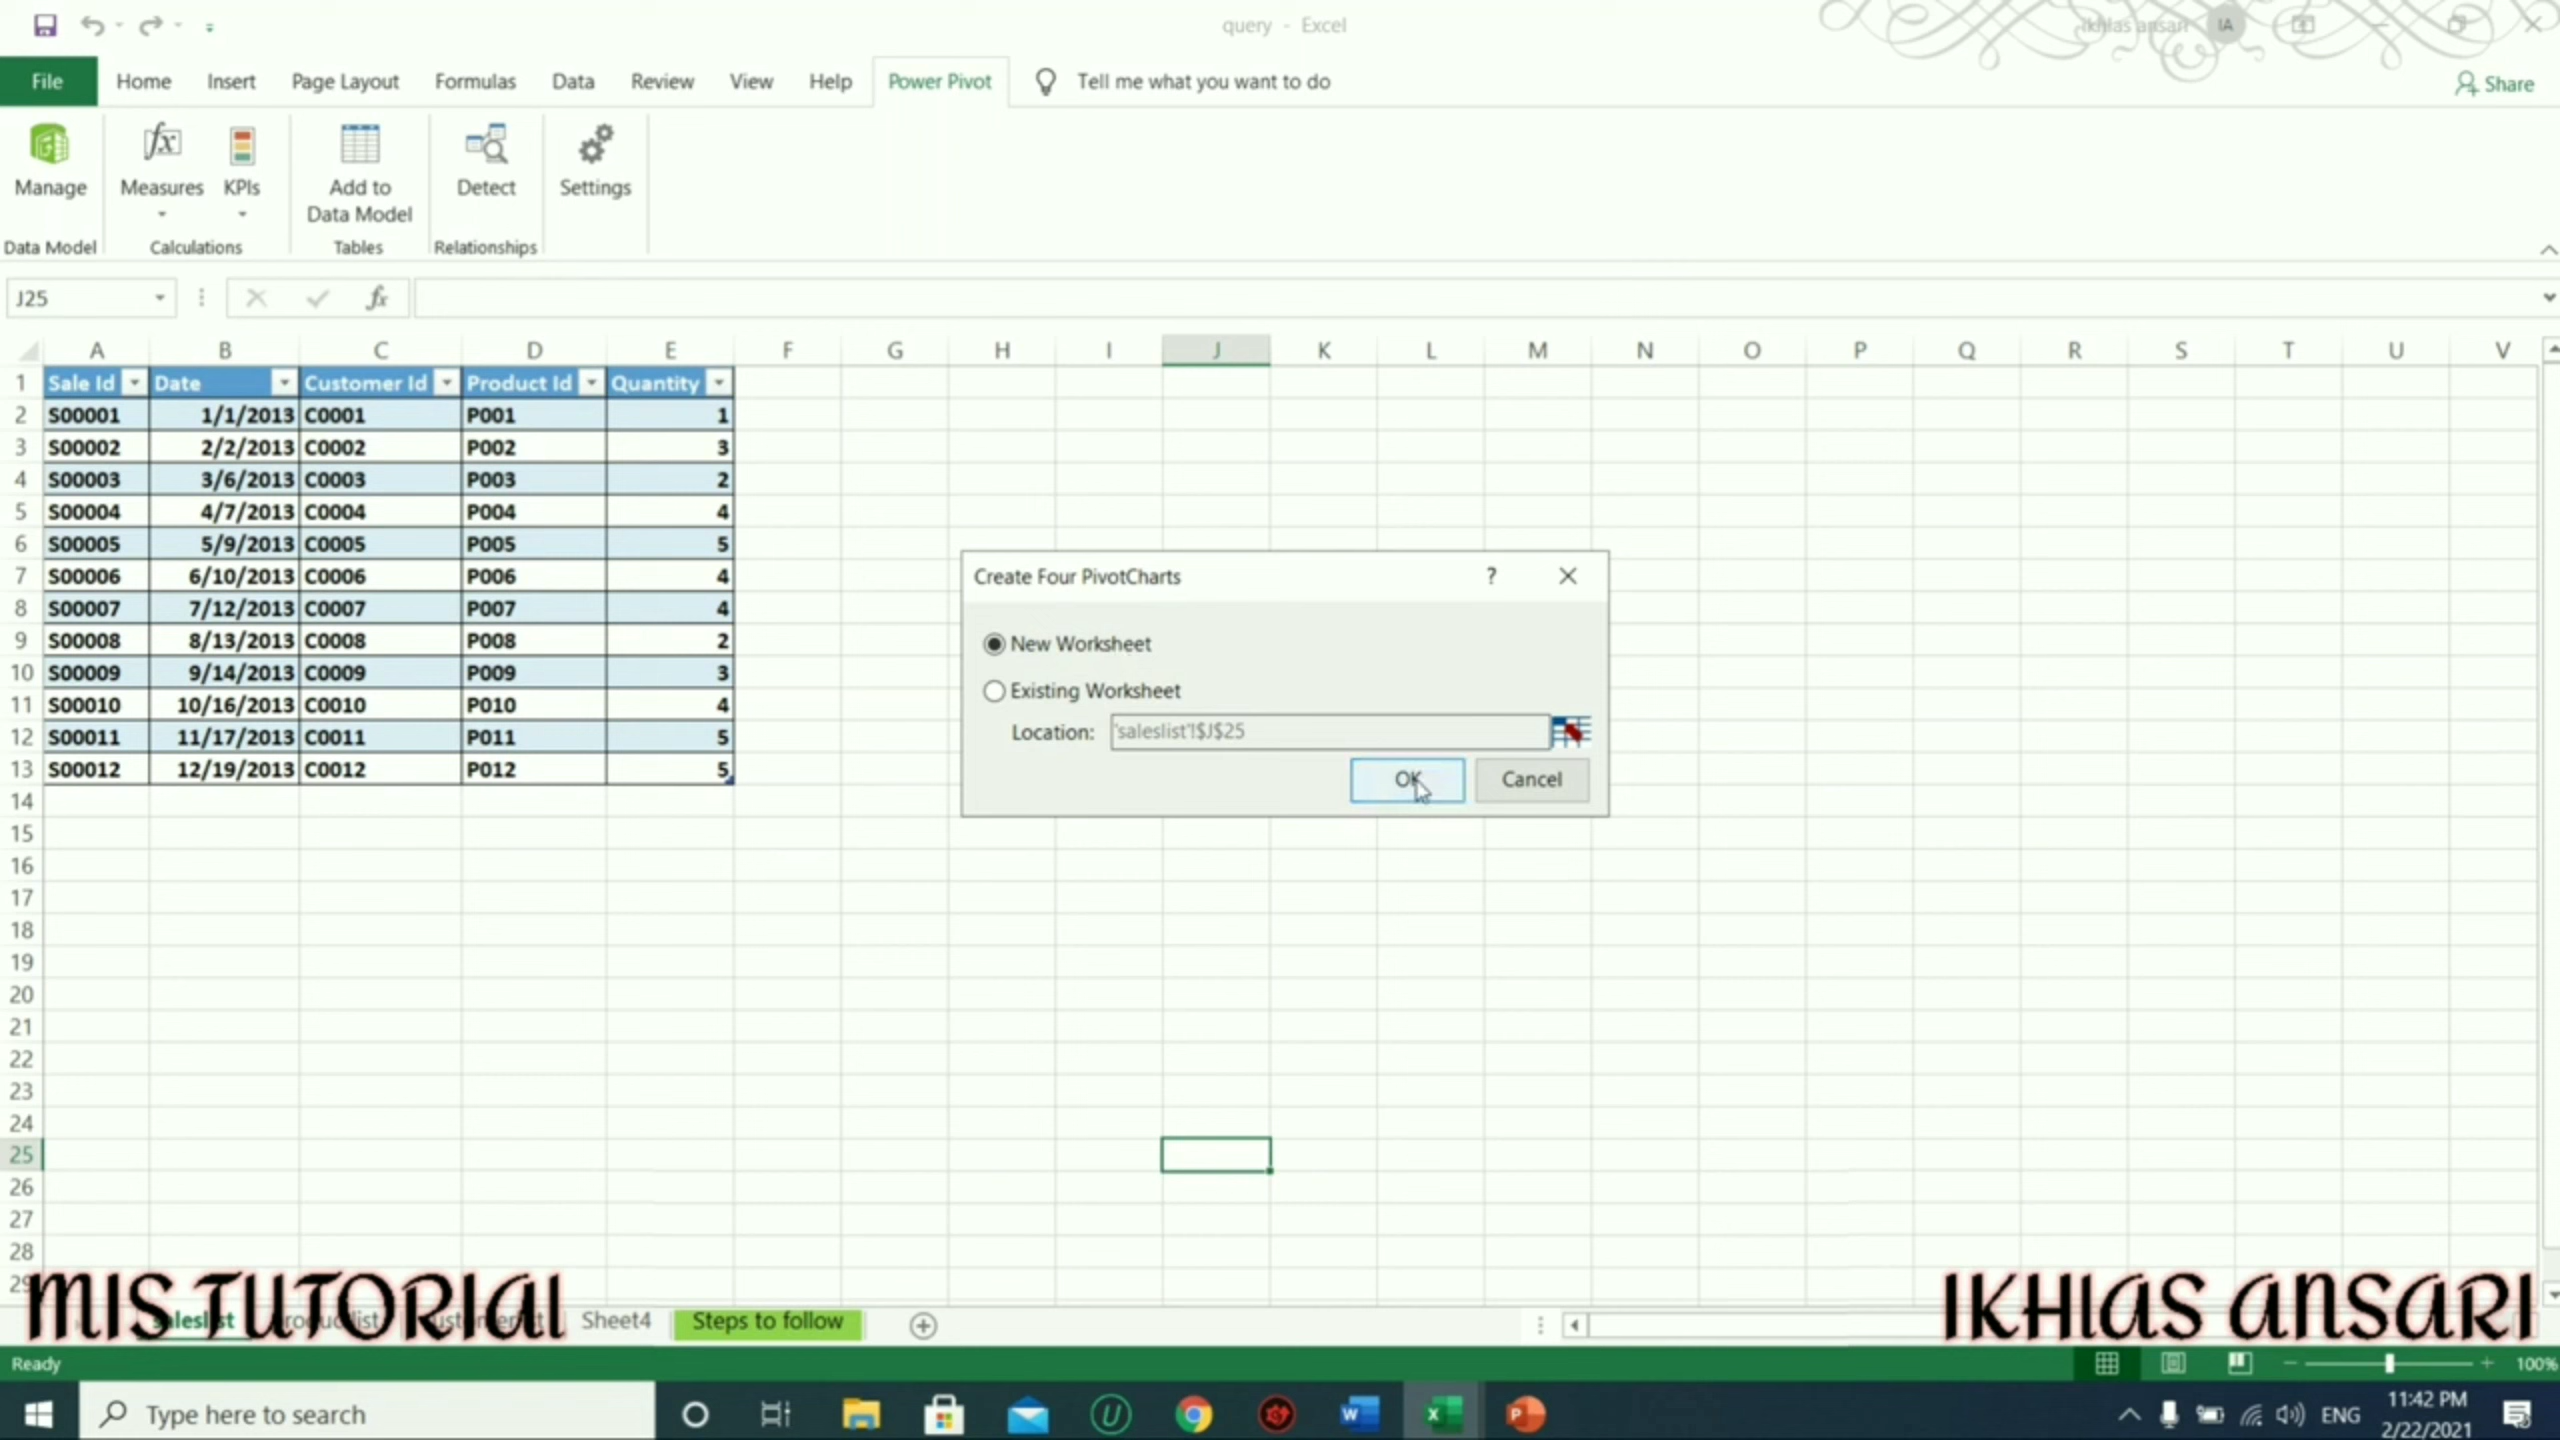 query - Excel
ikhlas ansari IA
File Home Insert Page Layout Formulas Data Review View Help Power Pivot Tell me what you want to do Share
Manage Measures KPIs Add to Data Model Detect Settings
Data Model Calculations Tables Relationships
J25 fx
A B C D E F G H I J K L M N O P Q R S T U V
1 Sale Id Date Customer Id Product Id Quantity
2 S00001 1/1/2013 C0001 P001 1
3 S00002 2/2/2013 C0002 P002 3
4 S00003 3/6/2013 C0003 P003 2
5 S00004 4/7/2013 C0004 P004 4
6 S00005 5/9/2013 C0005 P005 5
7 S00006 6/10/2013 C0006 P006 4
8 S00007 7/12/2013 C0007 P007 4
9 S00008 8/13/2013 C0008 P008 2
10 S00009 9/14/2013 C0009 P009 3
11 S00010 10/16/2013 C0010 P010 4
12 S00011 11/17/2013 C0011 P011 5
13 S00012 12/19/2013 C0012 P012 5
14
15
16
17
18
19
20
21
22
23
24
25
26
27
28
29
Create Four PivotCharts ?
New Worksheet
Existing Worksheet
Location: 'saleslist'!$J$25
OK Cancel
MIS TUTORIAL
IKHLAS ANSARI
saleslist Sheet4 Steps to follow
Ready 100%
Type here to search
ENG 11:42 PM
2/22/2021